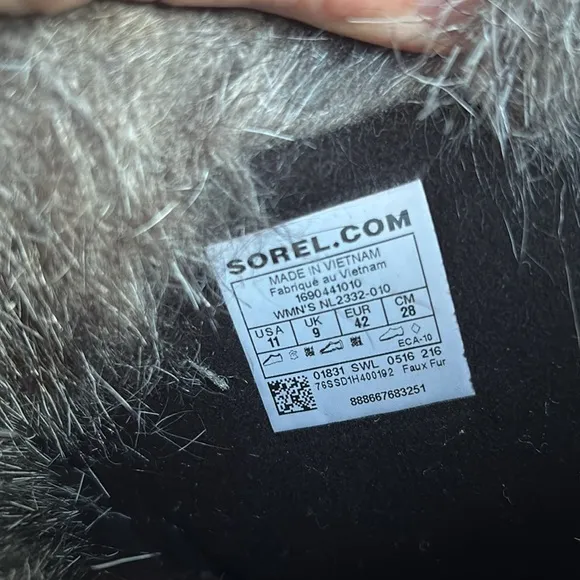 SOREL.COM
MADE IN VIETNAM
Fabriqué au Vietnam
1690441010
WMN'S NL2332-010
USA UK EUR CM
11 9 42 28
ECA-10
01831 SWL 0516 216
76SSD1H400192 Faux Fur
888667683251